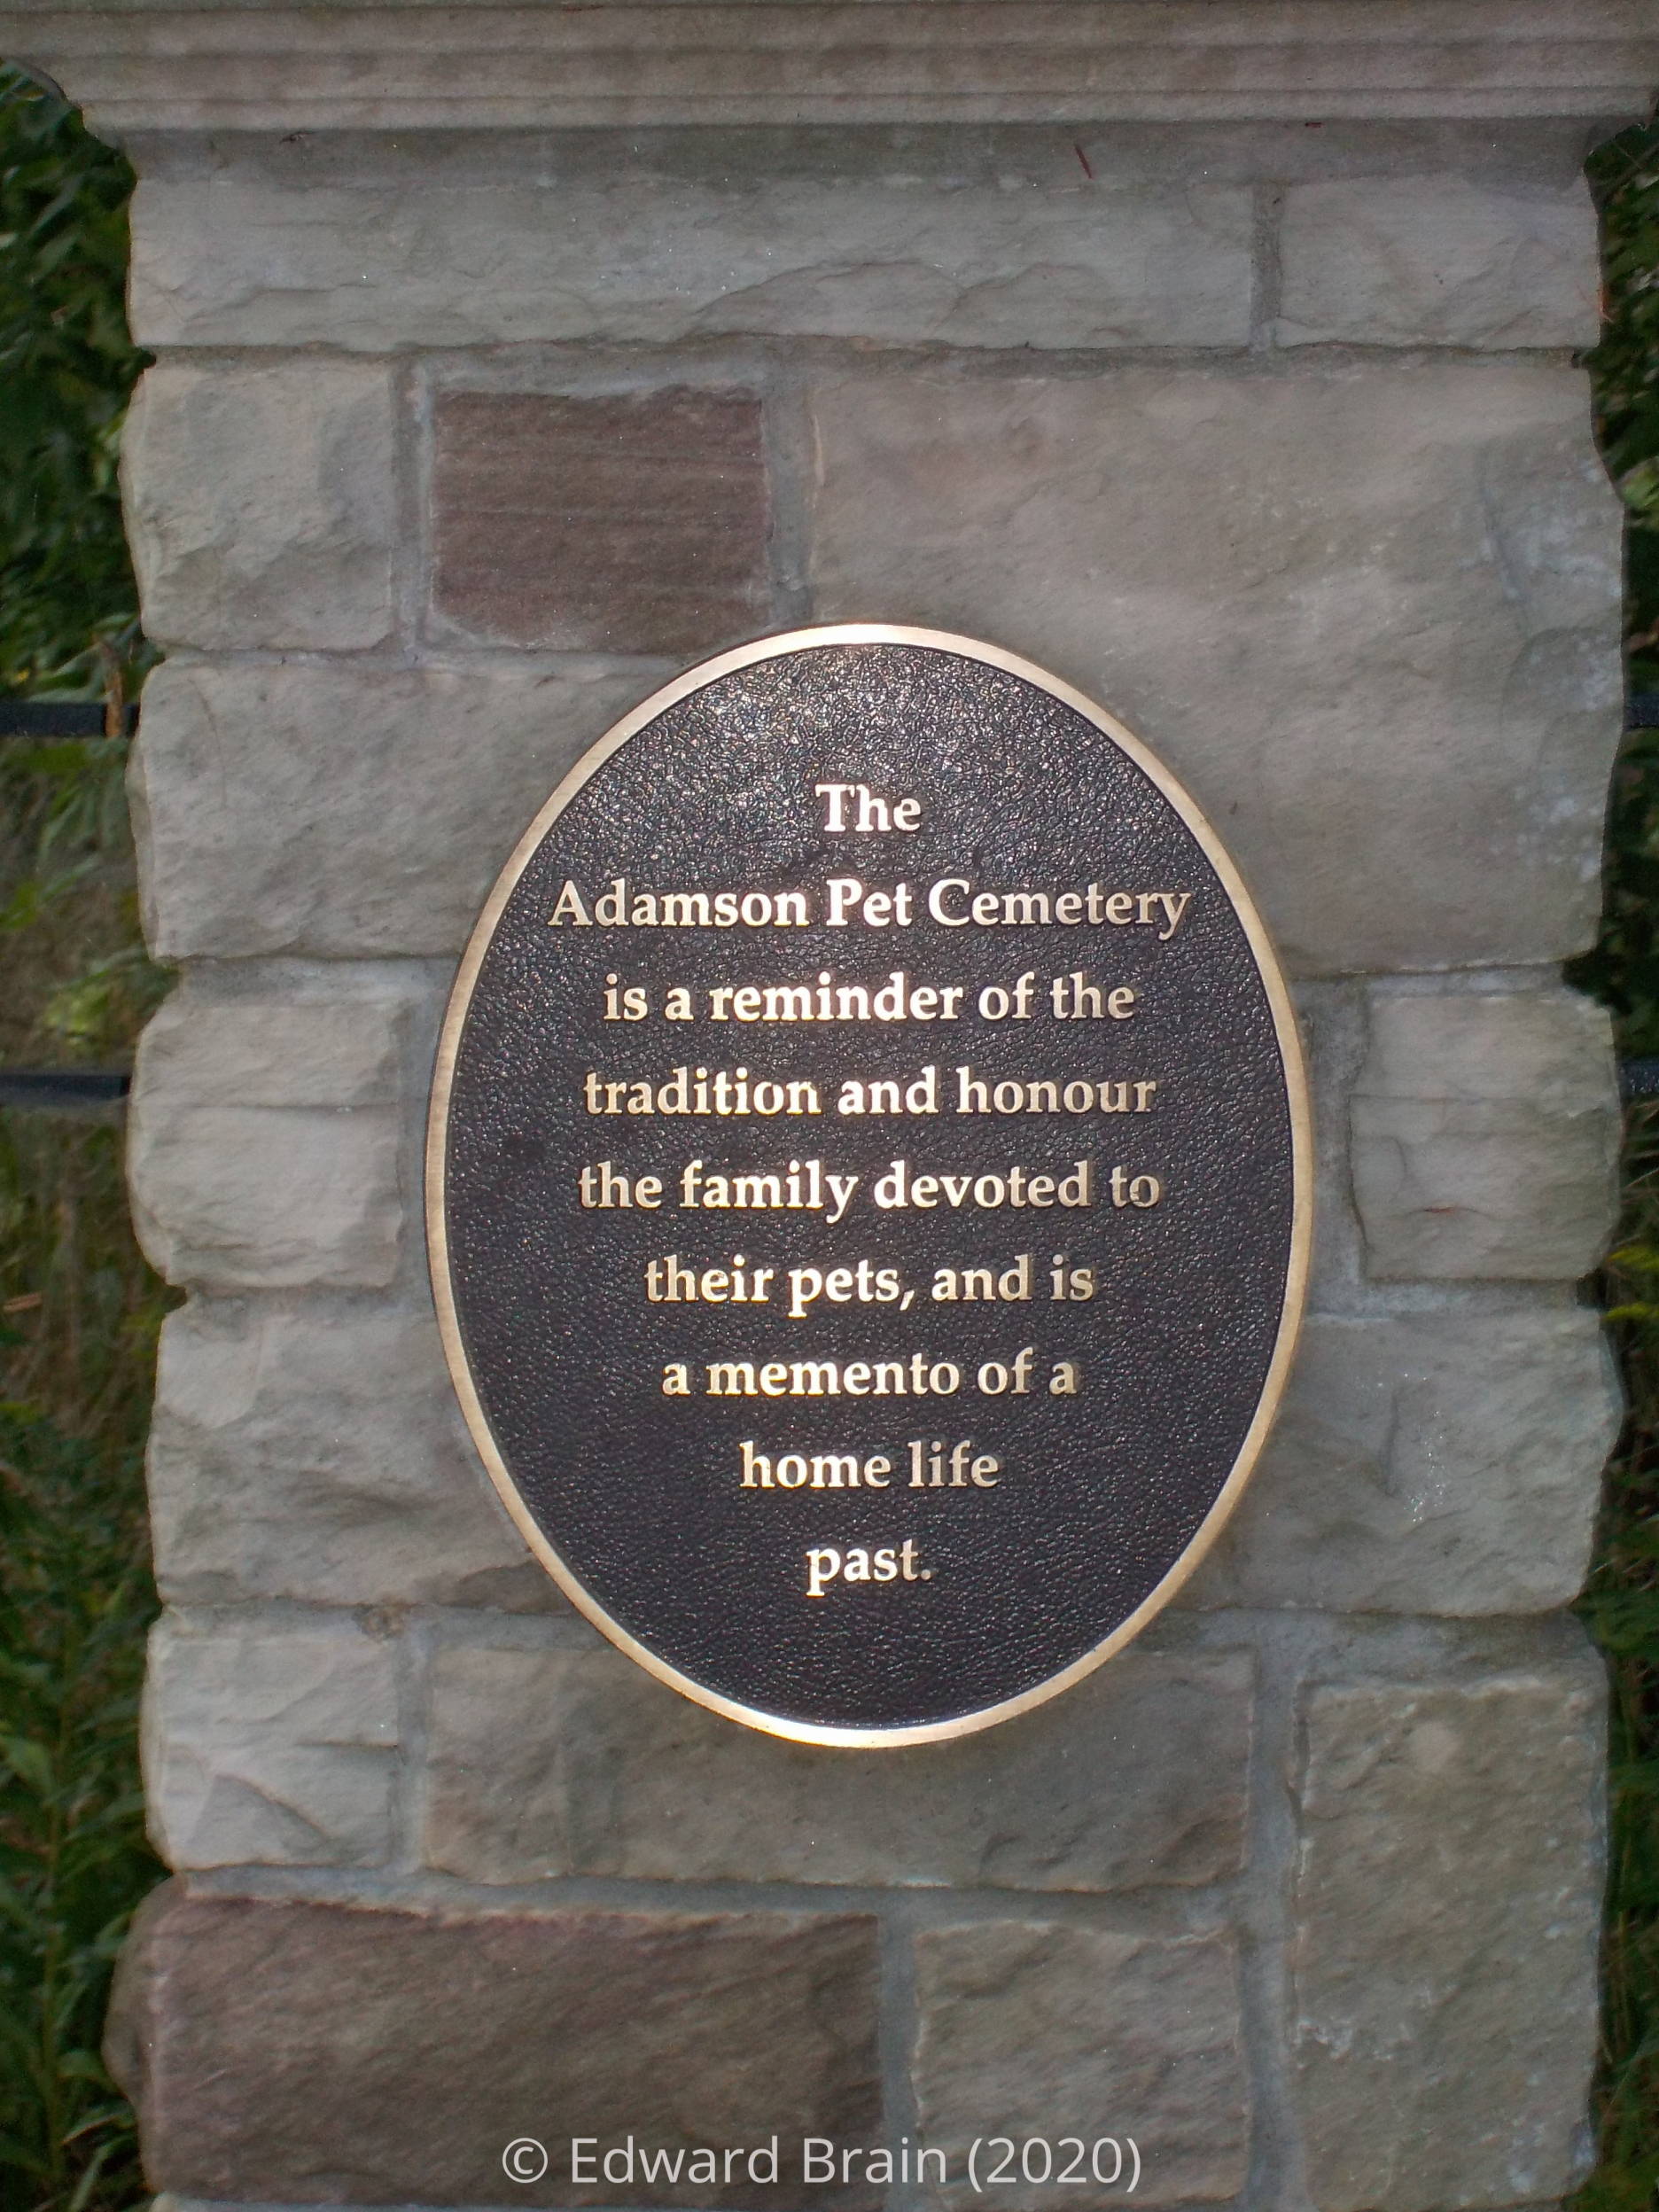 The
Adamson Pet Cemetery
is a reminder of the
tradition and honour
the family devoted to
their pets, and is
a memento of a
home life
past.
© Edward Brain (2020)